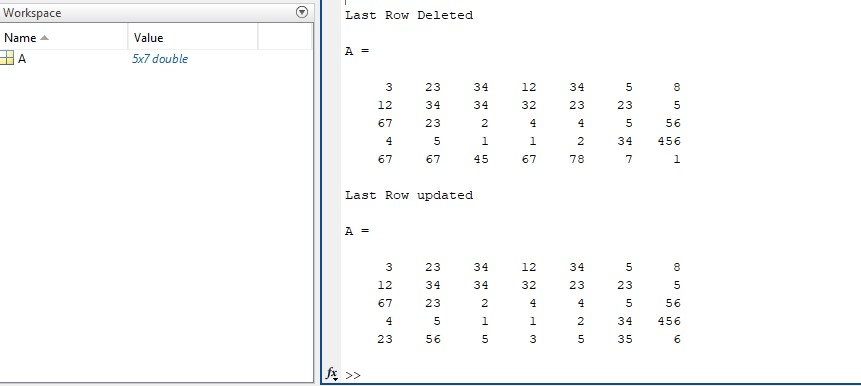 Workspace
Name Value
A 5x7 double
Last Row Deleted
A =
3 23 34 12 34 5 8
12 34 34 32 23 23 5
67 23 2 4 4 5 56
4 5 1 1 2 34 456
67 67 45 67 78 7 1
Last Row updated
A =
3 23 34 12 34 5 8
12 34 34 32 23 23 5
67 23 2 4 4 5 56
4 5 1 1 2 34 456
23 56 5 3 5 35 6
fx >>